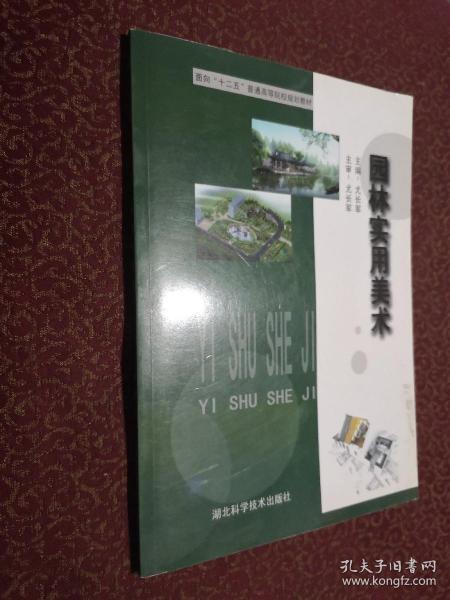 面向“十二五”普通高等院校规划教材
园林实用美术
主编·尤长军
主审·尤长军
YI SHU SHE JI
YI SHU SHE JI
湖北科学技术出版社
孔夫子旧书网
www.kongfz.com